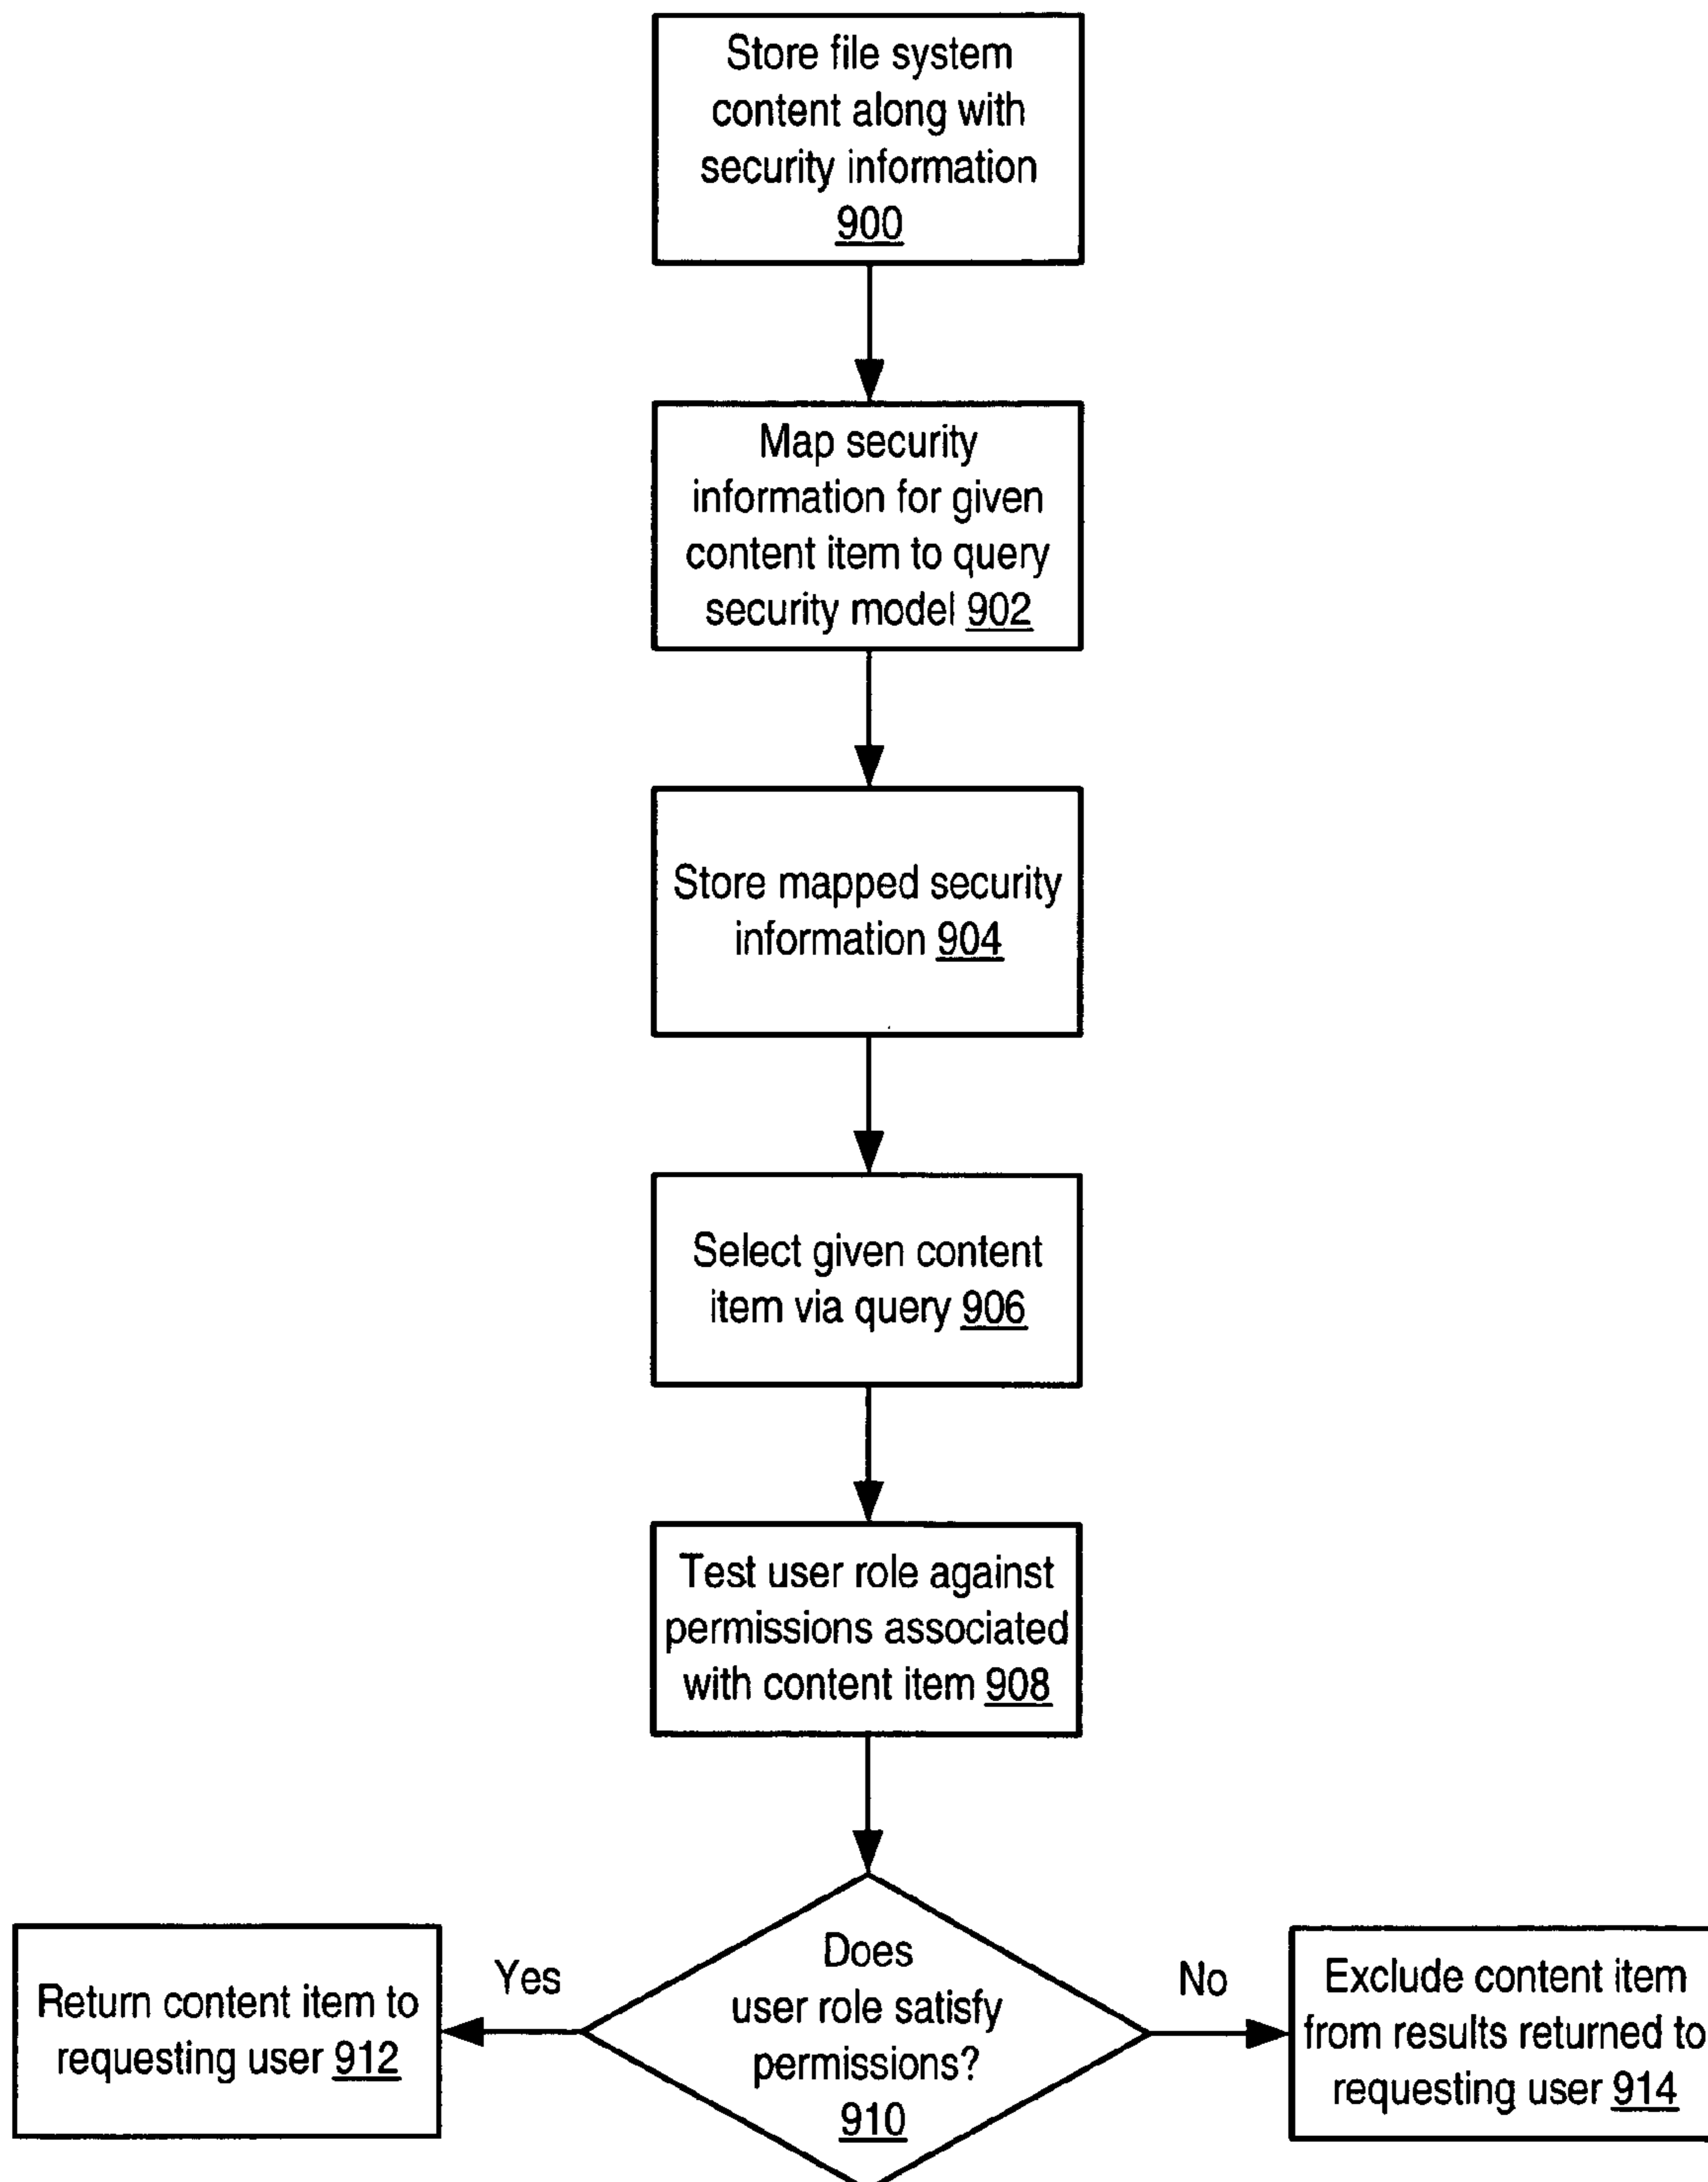 Store file system
content along with
security information
900
Map security
information for given
content item to query
security model 902
Store mapped security
information 904
Select given content
item via query 906
Test user role against
permissions associated
with content item 908
Does
user role satisfy
permissions?
910
Yes
No
Return content item to
requesting user 912
Exclude content item
from results returned to
requesting user 914